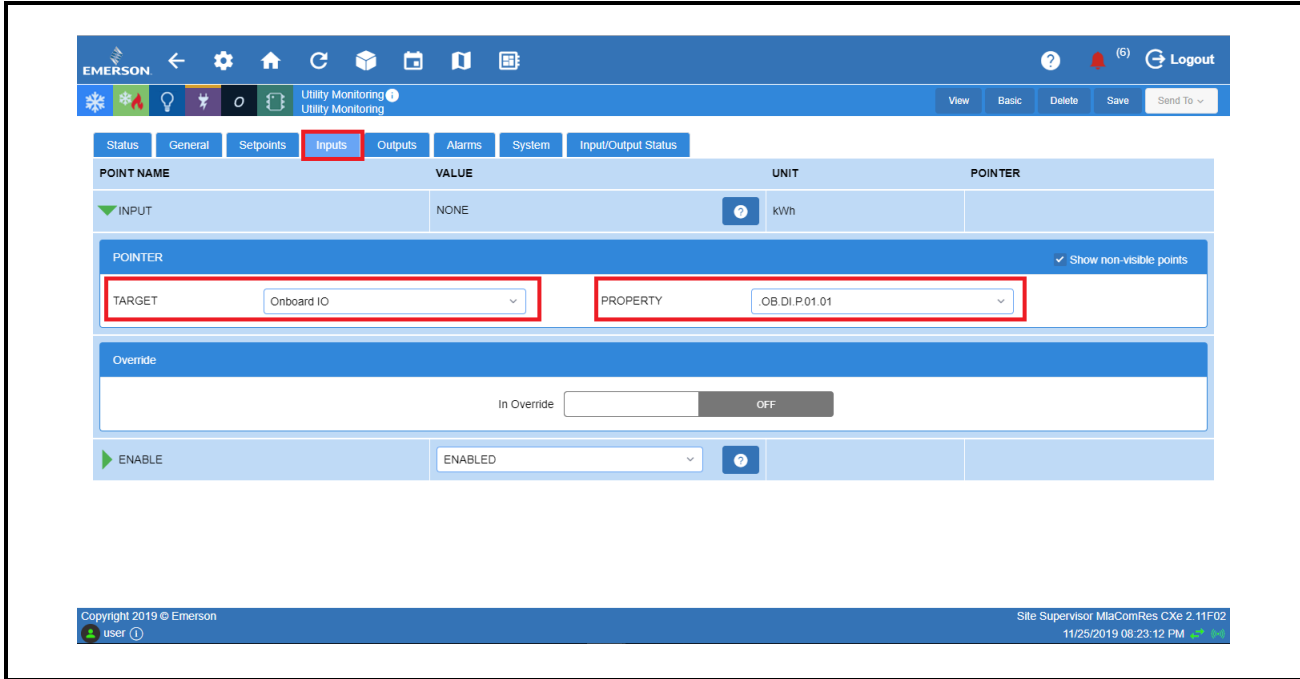 EMERSON
(6) Logout
Utility Monitoring
Utility Monitoring
View Basic Delete Save Send To
Status General Setpoints Inputs Outputs Alarms System Input/Output Status
POINT NAME VALUE UNIT POINTER
INPUT NONE ? kWh
POINTER Show non-visible points
TARGET Onboard IO PROPERTY .OB.DI.P.01.01
Override
In Override OFF
ENABLE ENABLED ?
Copyright 2019 © Emerson Site Supervisor MlaComRes CXe 2.11F02
user 11/25/2019 08:23:12 PM